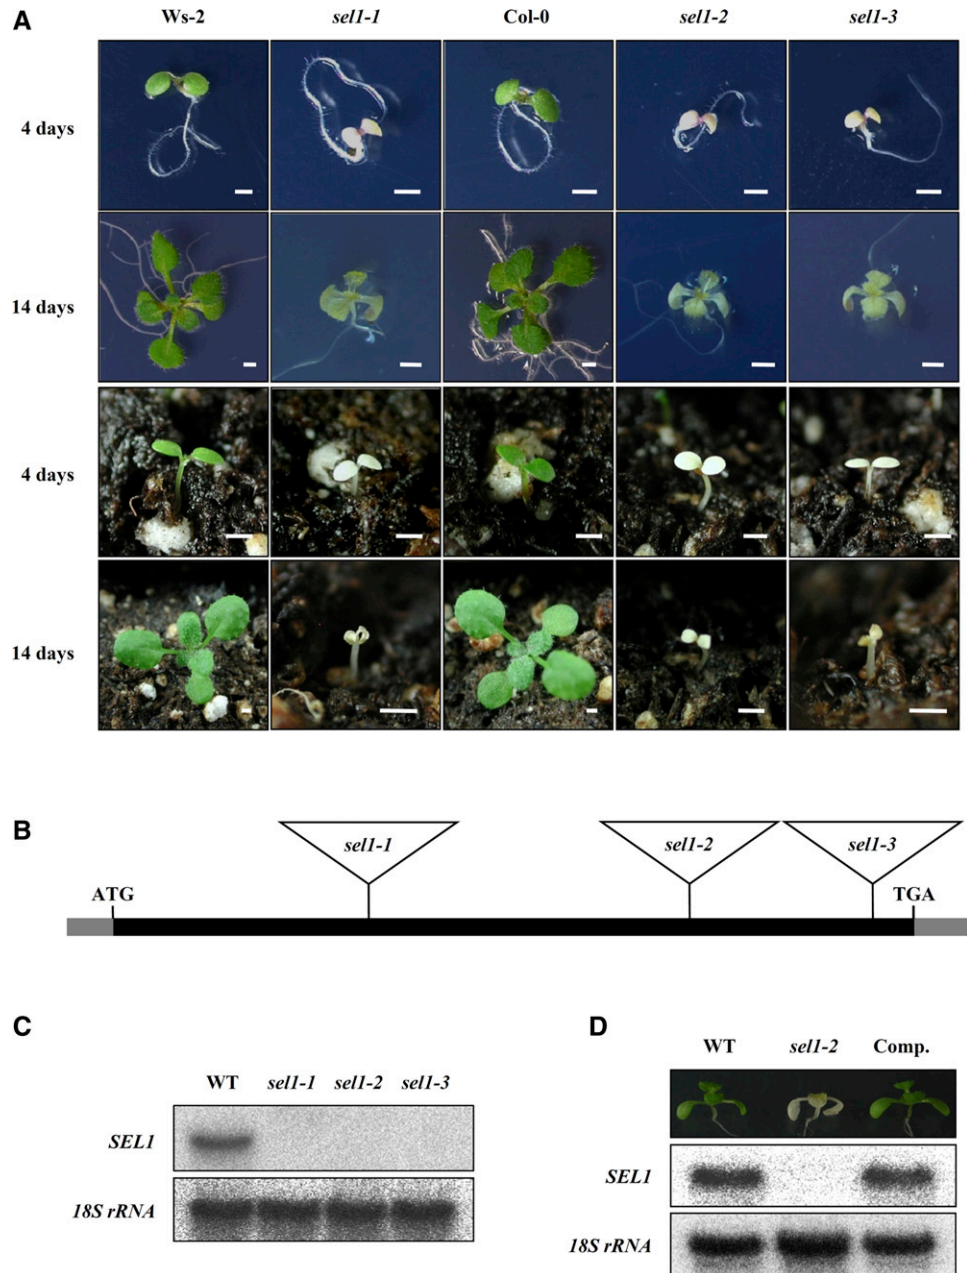 A
Ws-2 sel1-1 Col-0 sel1-2 sel1-3
4 days
14 days
4 days
14 days
B
sel1-1 sel1-2 sel1-3
ATG TGA
C
WT sel1-1 sel1-2 sel1-3
SEL1
18S rRNA
D
WT sel1-2 Comp.
SEL1
18S rRNA